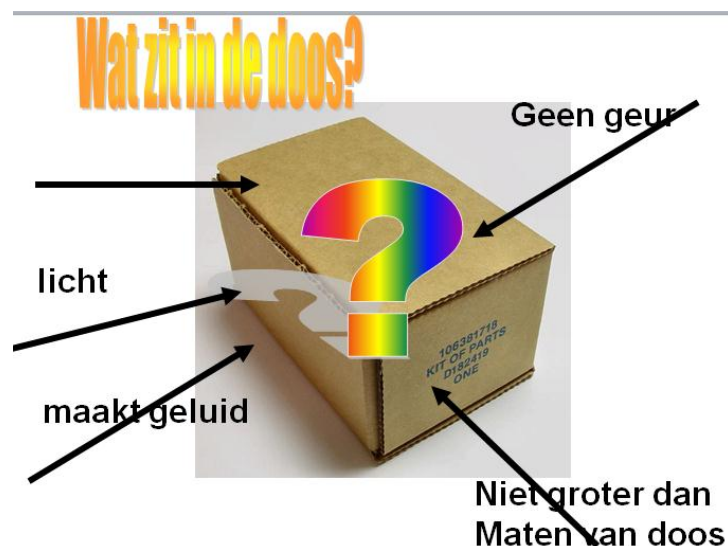 Wat zit in de doos?
Geen geur
licht
maakt geluid
106381718
KIT OF PARTS
D182419
ONE
Niet groter dan
Maten van doos